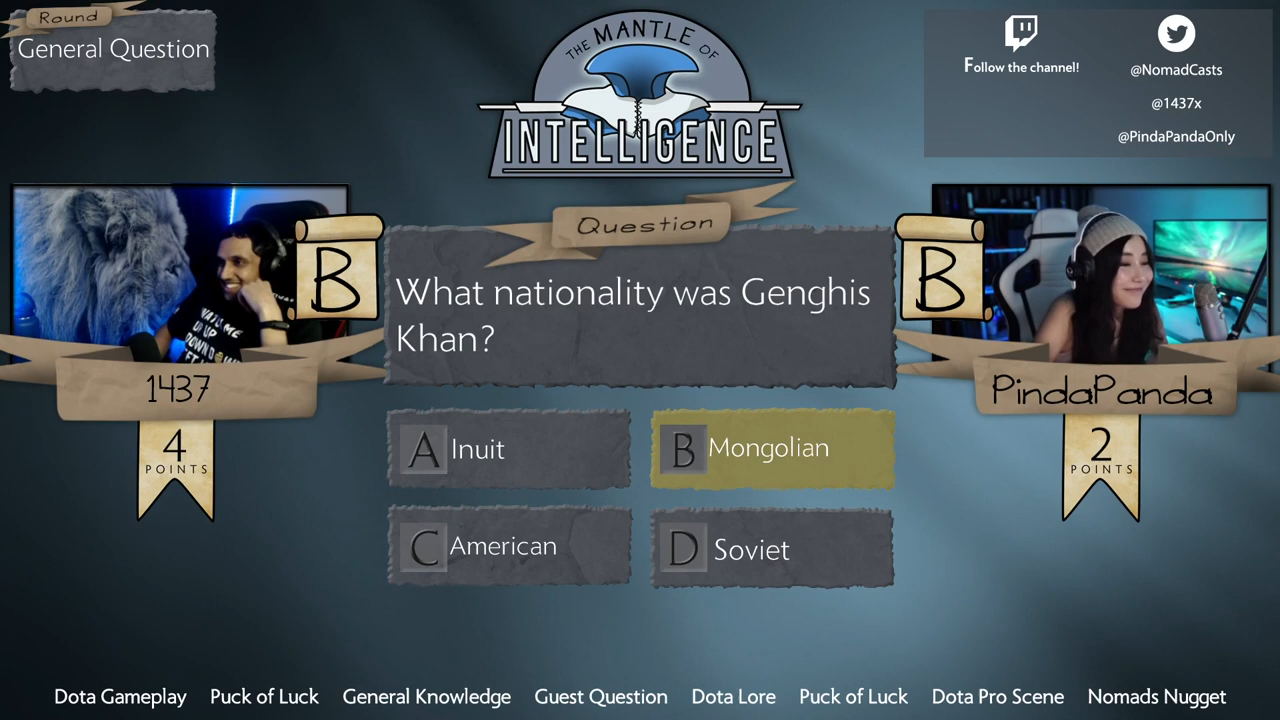 Round
General Question
THE MANTLE OF
INTELLIGENCE
Follow the channel!
@NomadCasts
@1437x
@PindaPandaOnly
Question
What nationality was Genghis
Khan?
B
B
1437
4
POINTS
PindaPanda
2
POINTS
A Inuit
B Mongolian
C American
D Soviet
Dota Gameplay Puck of Luck General Knowledge Guest Question Dota Lore Puck of Luck Dota Pro Scene Nomads Nugget